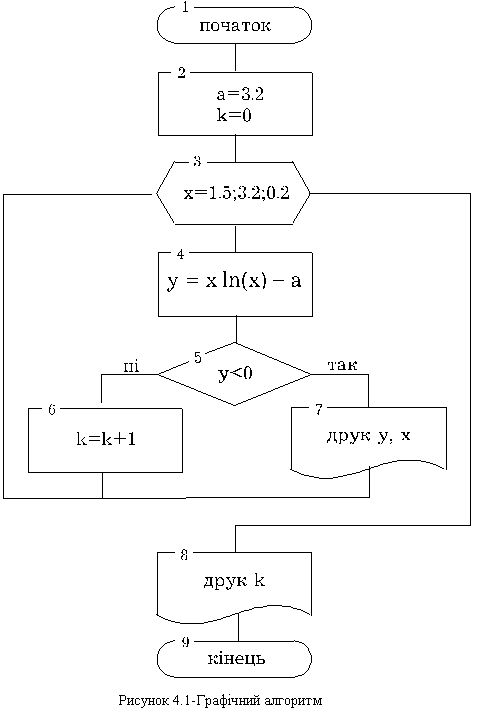 1
початок
2
a=3.2
k=0
3
x=1.5;3.2;0.2
4
y = x ln(x) – a
5
y<0
пі
так
6
k=k+1
7
друк y, x
8
друк k
9
кінець
Рисунок 4.1-Графічний алгоритм